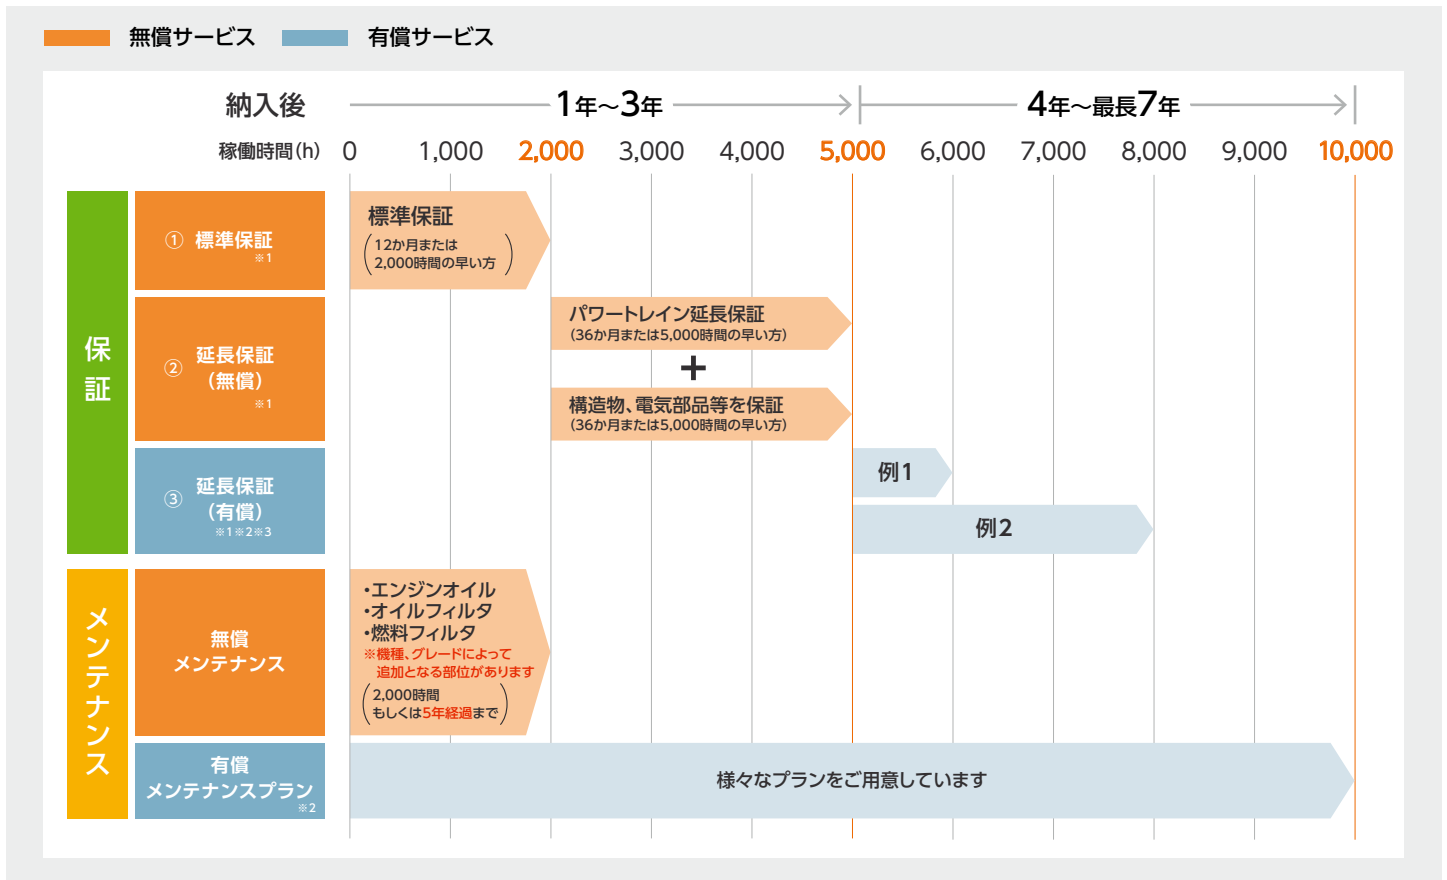 無償サービス 有償サービス
納入後 1年～3年 4年～最長7年
稼働時間(h) 0 1,000 2,000 3,000 4,000 5,000 6,000 7,000 8,000 9,000 10,000
保証
① 標準保証
※1
標準保証
(12か月または
2,000時間の早い方)
② 延長保証
(無償)
※1
パワートレイン延長保証
(36か月または5,000時間の早い方)
+
構造物、電気部品等を保証
(36か月または5,000時間の早い方)
③ 延長保証
(有償)
※1※2※3
例1
例2
メンテナンス
無償
メンテナンス
・エンジンオイル
・オイルフィルタ
・燃料フィルタ
※機種、グレードによって
追加となる部位があります
(2,000時間
もしくは5年経過まで)
有償
メンテナンスプラン
※2
様々なプランをご用意しています